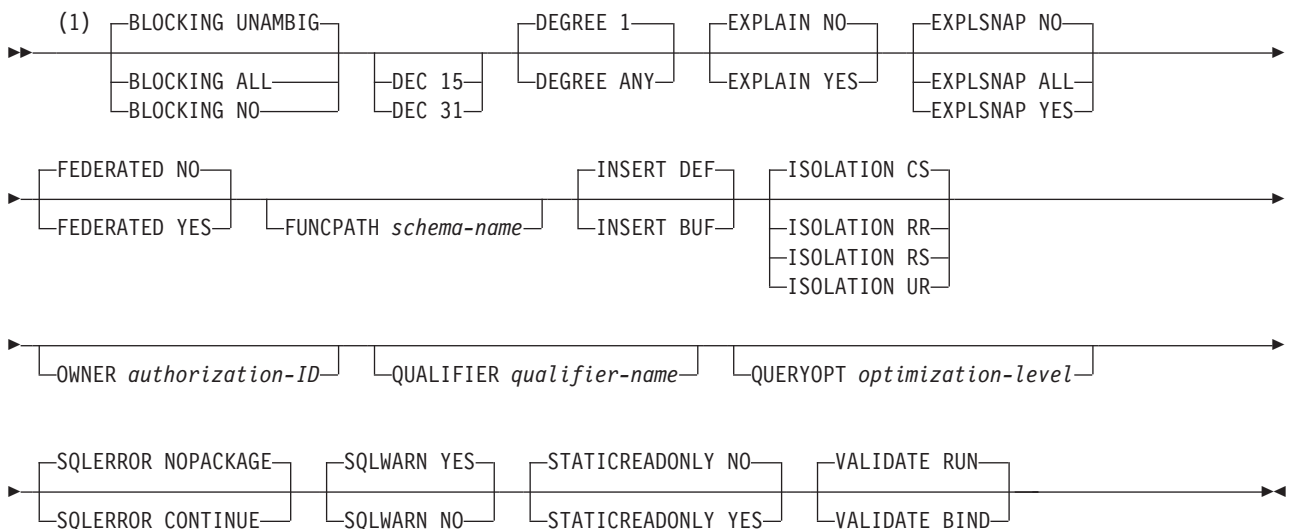 (1) BLOCKING UNAMBIG DEGREE 1 EXPLAIN NO EXPLSNAP NO
BLOCKING ALL DEC 15 DEGREE ANY EXPLAIN YES EXPLSNAP ALL
BLOCKING NO DEC 31 EXPLSNAP YES
FEDERATED NO INSERT DEF ISOLATION CS
FEDERATED YES FUNCPATH schema-name INSERT BUF ISOLATION RR
ISOLATION RS
ISOLATION UR
OWNER authorization-ID QUALIFIER qualifier-name QUERYOPT optimization-level
SQLERROR NOPACKAGE SQLWARN YES STATICREADONLY NO VALIDATE RUN
SQLERROR CONTINUE SQLWARN NO STATICREADONLY YES VALIDATE BIND